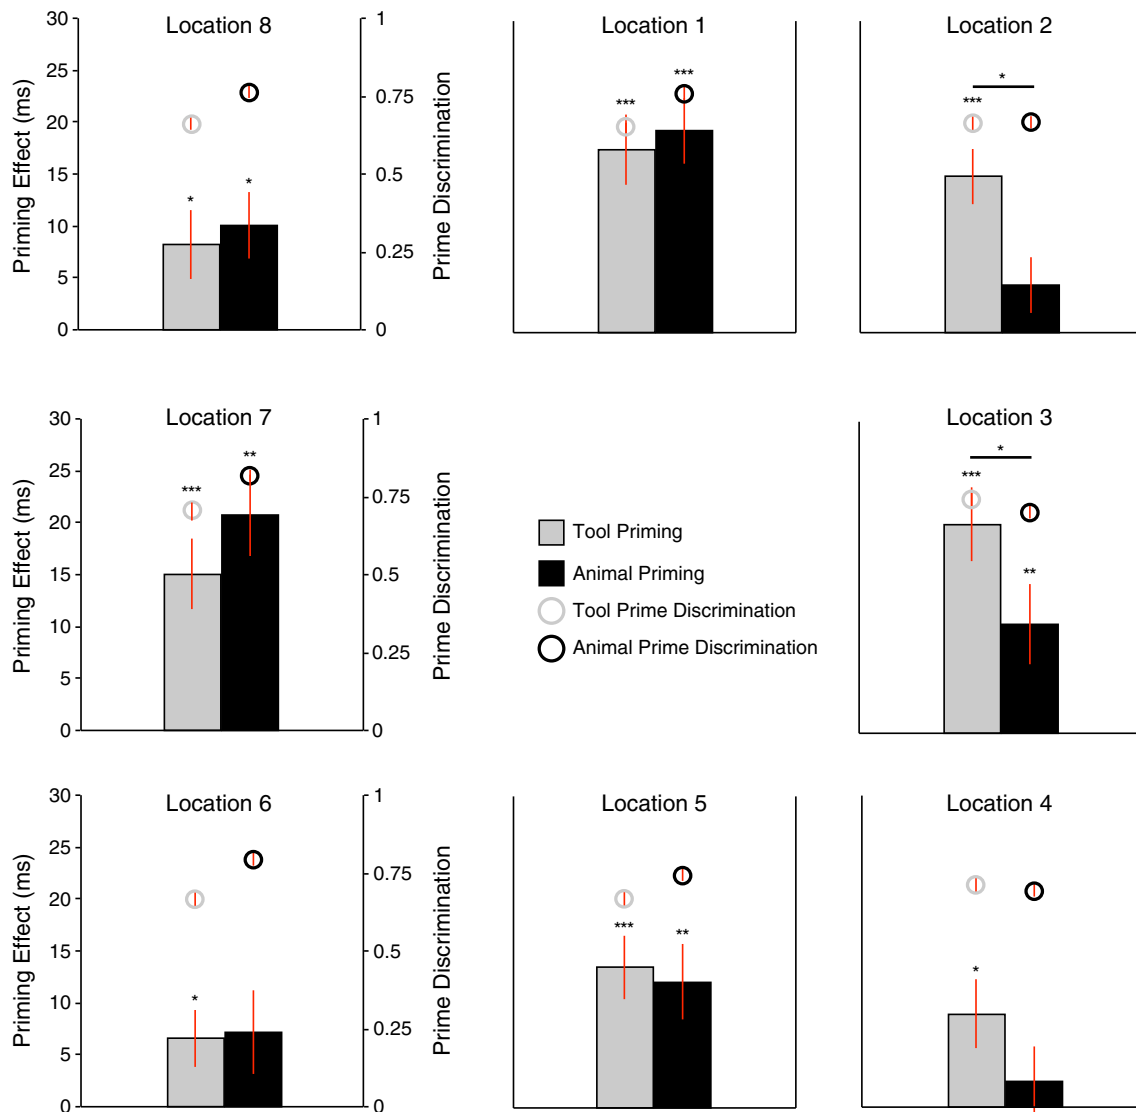 Location 8
Priming Effect (ms)
30
25
20
15
10
5
0
*
*
1
0.75
0.5
0.25
0
Prime Discrimination
Location 1
***
***
Location 2
*
***
Location 7
Priming Effect (ms)
30
25
20
15
10
5
0
***
**
1
0.75
0.5
0.25
0
Prime Discrimination
Tool Priming
Animal Priming
Tool Prime Discrimination
Animal Prime Discrimination
Location 3
*
***
**
Location 6
Priming Effect (ms)
30
25
20
15
10
5
0
*
1
0.75
0.5
0.25
0
Prime Discrimination
Location 5
***
**
Location 4
*